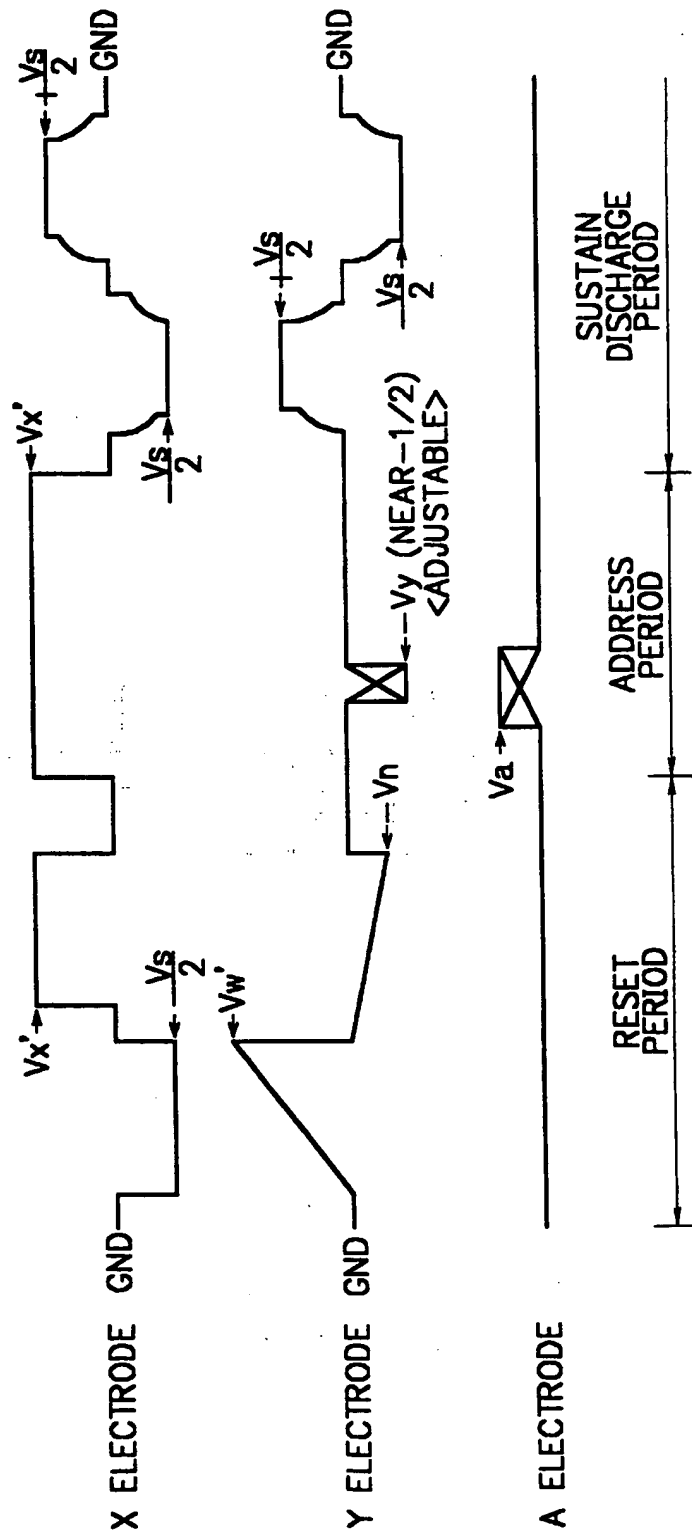 X ELECTRODE GND
-Vs/2
Vx'
Vx'
-Vs/2
+Vs/2
GND
Y ELECTRODE GND
Vw'
Vn
Vy (NEAR-1/2)
<ADJUSTABLE>
+Vs/2
-Vs/2
GND
A ELECTRODE
Va
RESET
PERIOD
ADDRESS
PERIOD
SUSTAIN
DISCHARGE
PERIOD